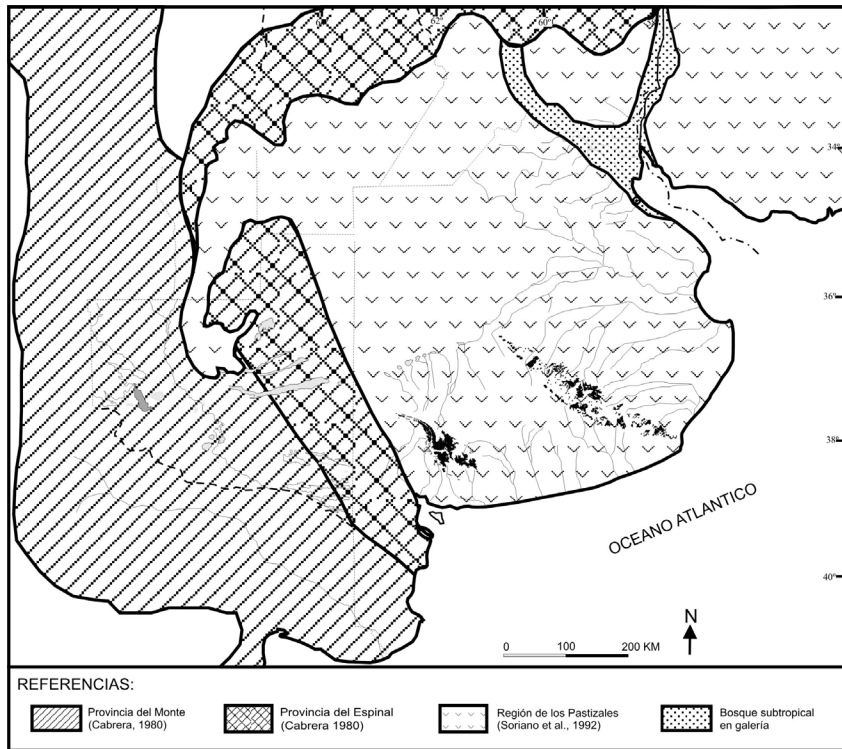 62°
60°
34°
36°
38°
40°
OCEANO ATLANTICO
N
0 100 200 KM
REFERENCIAS:
Provincia del Monte
(Cabrera, 1980)
Provincia del Espinal
(Cabrera 1980)
Región de los Pastizales
(Soriano et al., 1992)
Bosque subtropical
en galería